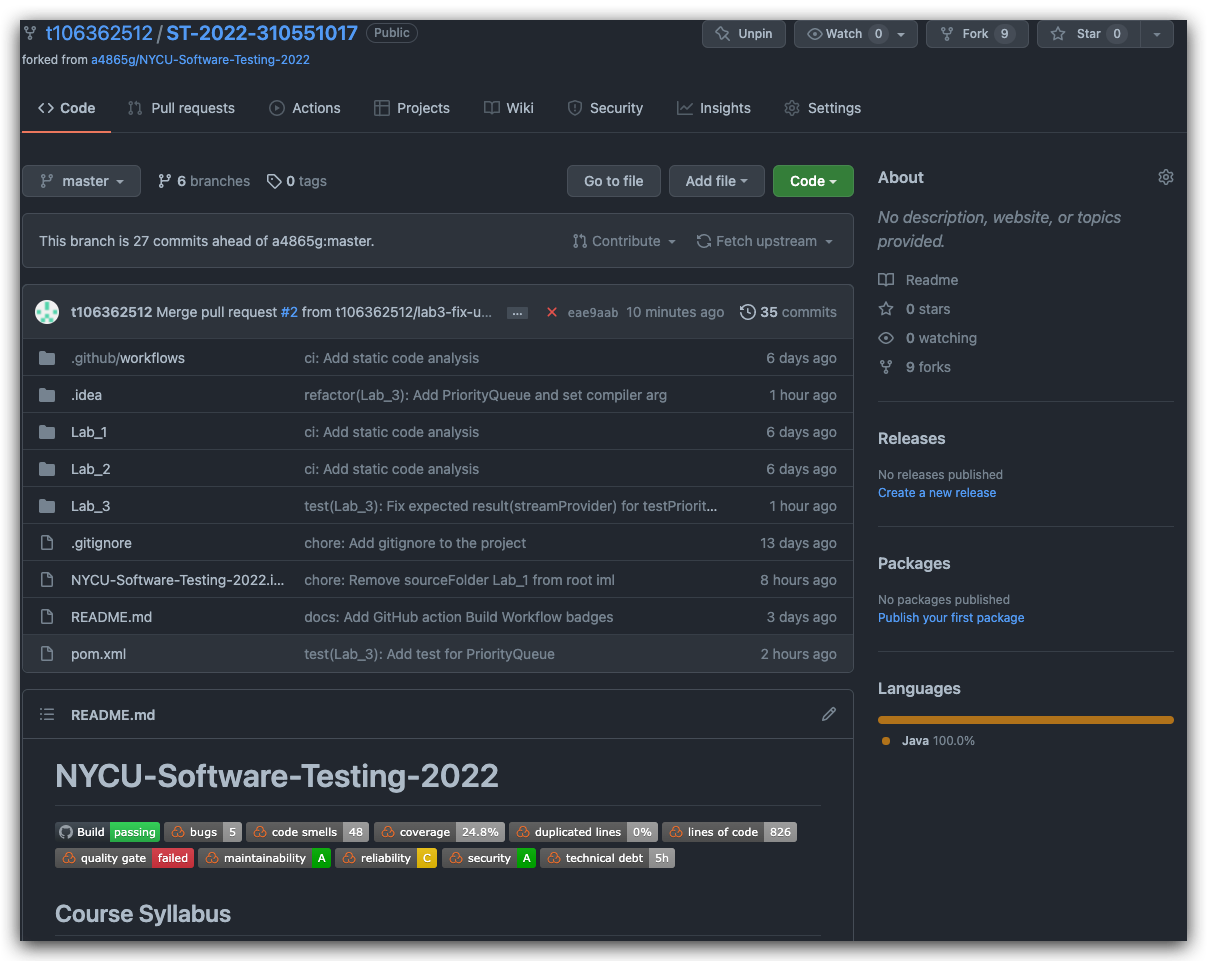 t106362512 / ST-2022-310551017 Public Unpin Watch 0 Fork 9 Star 0
forked from a4865g/NYCU-Software-Testing-2022
Code Pull requests Actions Projects Wiki Security Insights Settings
master 6 branches 0 tags Go to file Add file Code
This branch is 27 commits ahead of a4865g:master. Contribute Fetch upstream
t106362512 Merge pull request #2 from t106362512/lab3-fix-u... ... eae9aab 10 minutes ago 35 commits
.github/workflows ci: Add static code analysis 6 days ago
.idea refactor(Lab_3): Add PriorityQueue and set compiler arg 1 hour ago
Lab_1 ci: Add static code analysis 6 days ago
Lab_2 ci: Add static code analysis 6 days ago
Lab_3 test(Lab_3): Fix expected result(streamProvider) for testPriorit... 1 hour ago
.gitignore chore: Add gitignore to the project 13 days ago
NYCU-Software-Testing-2022.i... chore: Remove sourceFolder Lab_1 from root iml 8 hours ago
README.md docs: Add GitHub action Build Workflow badges 3 days ago
pom.xml test(Lab_3): Add test for PriorityQueue 2 hours ago
README.md
NYCU-Software-Testing-2022
Build passing bugs 5 code smells 48 coverage 24.8% duplicated lines 0% lines of code 826
quality gate failed maintainability A reliability C security A technical debt 5h
Course Syllabus
About
No description, website, or topics
provided.
Readme
0 stars
0 watching
9 forks
Releases
No releases published
Create a new release
Packages
No packages published
Publish your first package
Languages
Java 100.0%